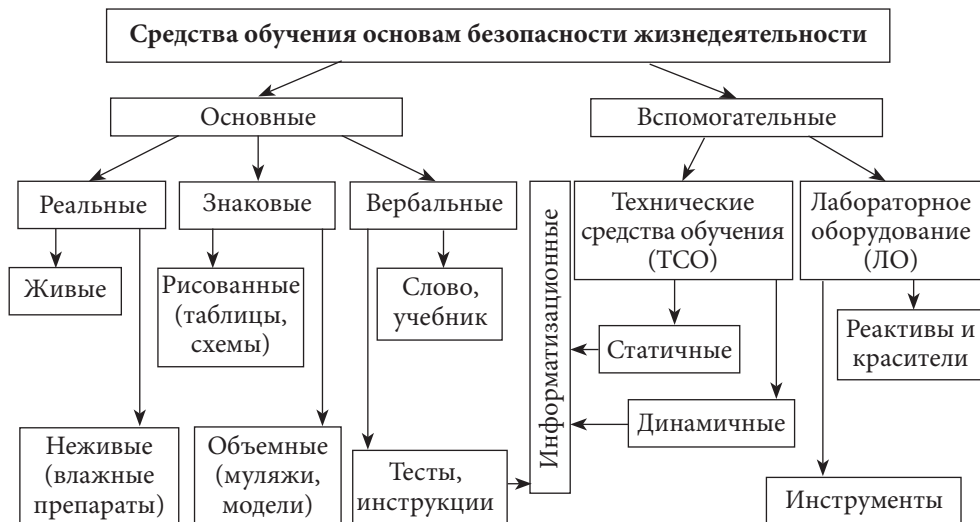 Средства обучения основам безопасности жизнедеятельности
Основные
Вспомогательные
Реальные
Знаковые
Вербальные
Информатизационные
Технические
средства обучения
(ТСО)
Лабораторное
оборудование
(ЛО)
Живые
Рисованные
(таблицы,
схемы)
Слово,
учебник
Статичные
Реактивы и
красители
Динамичные
Неживые
(влажные
препараты)
Объемные
(муляжи,
модели)
Тесты,
инструкции
Инструменты